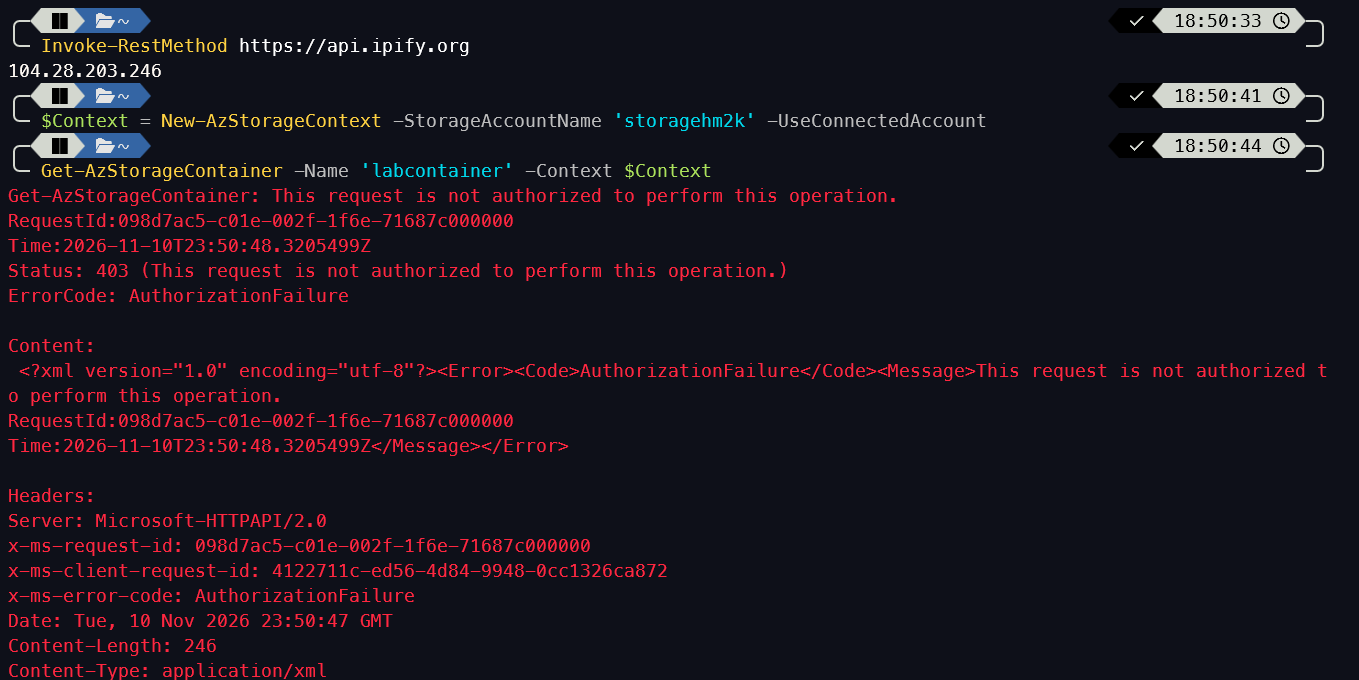 ~ 18:50:33
Invoke-RestMethod https://api.ipify.org
104.28.203.246
~ 18:50:41
$Context = New-AzStorageContext -StorageAccountName 'storagehm2k' -UseConnectedAccount
~ 18:50:44
Get-AzStorageContainer -Name 'labcontainer' -Context $Context
Get-AzStorageContainer: This request is not authorized to perform this operation.
RequestId:098d7ac5-c01e-002f-1f6e-71687c000000
Time:2026-11-10T23:50:48.3205499Z
Status: 403 (This request is not authorized to perform this operation.)
ErrorCode: AuthorizationFailure
Content:
<?xml version="1.0" encoding="utf-8"?><Error><Code>AuthorizationFailure</Code><Message>This request is not authorized t
o perform this operation.
RequestId:098d7ac5-c01e-002f-1f6e-71687c000000
Time:2026-11-10T23:50:48.3205499Z</Message></Error>
Headers:
Server: Microsoft-HTTPAPI/2.0
x-ms-request-id: 098d7ac5-c01e-002f-1f6e-71687c000000
x-ms-client-request-id: 4122711c-ed56-4d84-9948-0cc1326ca872
x-ms-error-code: AuthorizationFailure
Date: Tue, 10 Nov 2026 23:50:47 GMT
Content-Length: 246
Content-Type: application/xml